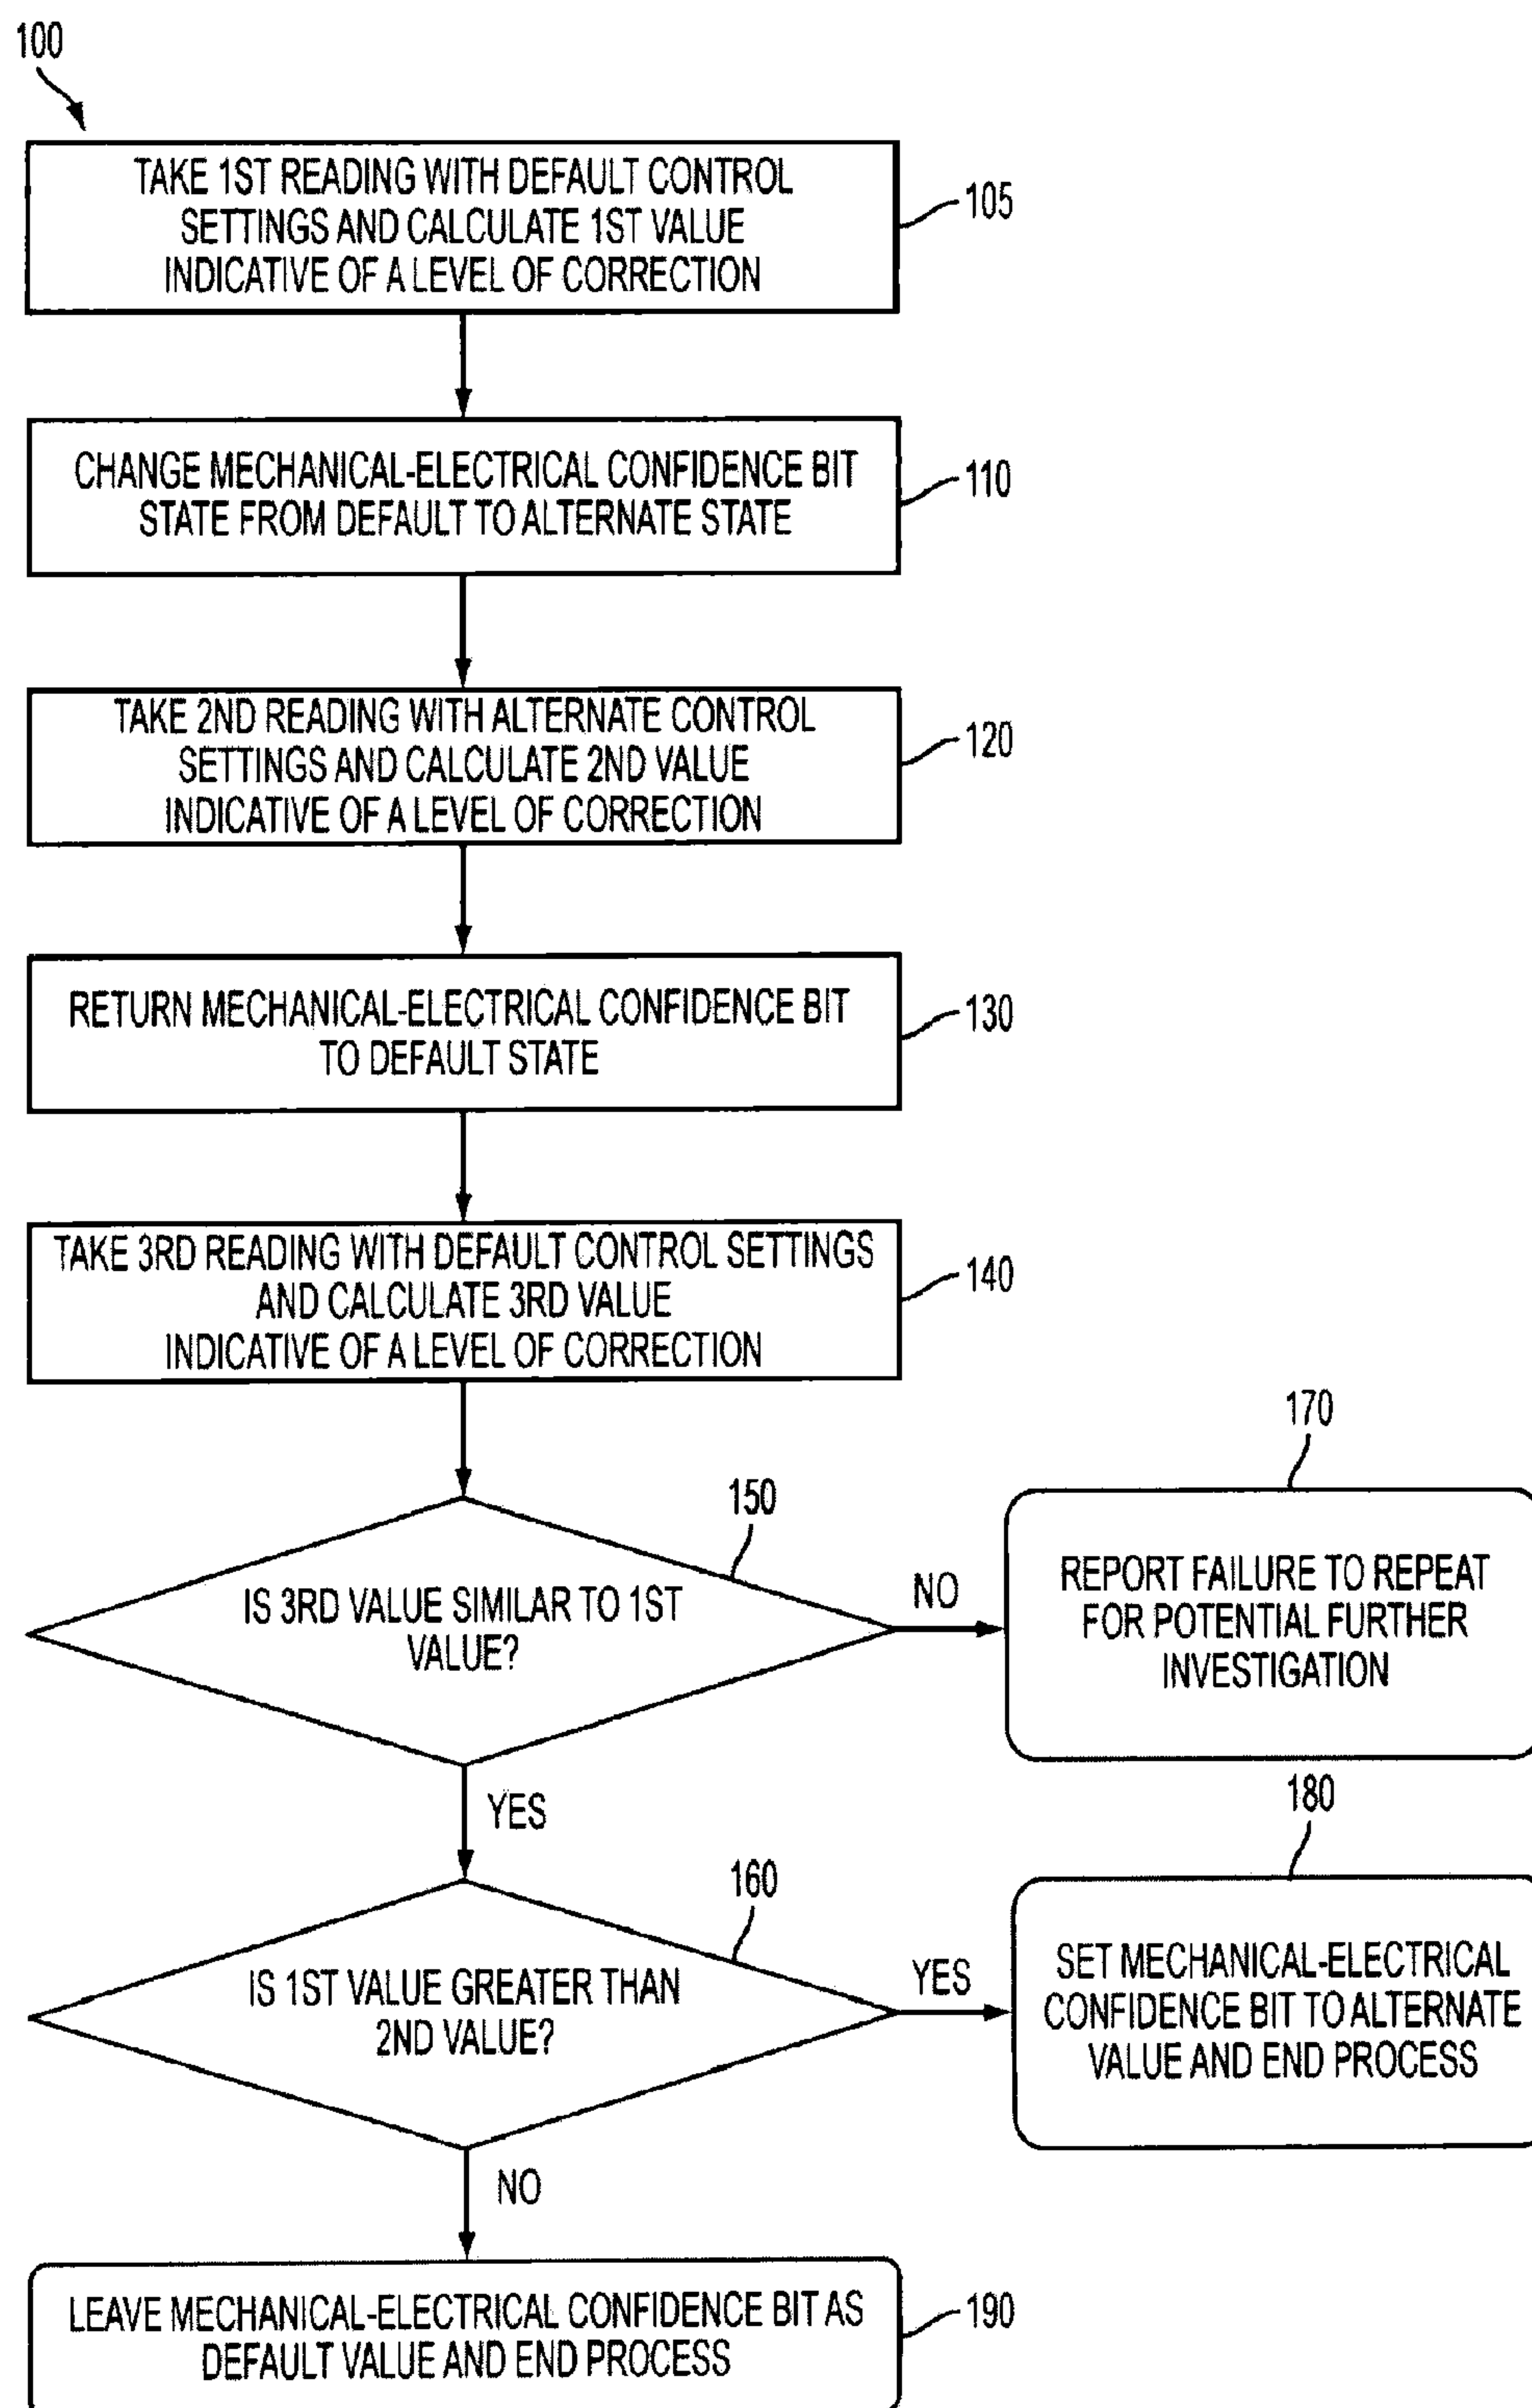 100
TAKE 1ST READING WITH DEFAULT CONTROL
SETTINGS AND CALCULATE 1ST VALUE
INDICATIVE OF A LEVEL OF CORRECTION
105
CHANGE MECHANICAL-ELECTRICAL CONFIDENCE BIT
STATE FROM DEFAULT TO ALTERNATE STATE
110
TAKE 2ND READING WITH ALTERNATE CONTROL
SETTINGS AND CALCULATE 2ND VALUE
INDICATIVE OF A LEVEL OF CORRECTION
120
RETURN MECHANICAL-ELECTRICAL CONFIDENCE BIT
TO DEFAULT STATE
130
TAKE 3RD READING WITH DEFAULT CONTROL SETTINGS
AND CALCULATE 3RD VALUE
INDICATIVE OF A LEVEL OF CORRECTION
140
IS 3RD VALUE SIMILAR TO 1ST
VALUE?
150
NO
170
REPORT FAILURE TO REPEAT
FOR POTENTIAL FURTHER
INVESTIGATION
YES
IS 1ST VALUE GREATER THAN
2ND VALUE?
160
YES
180
SET MECHANICAL-ELECTRICAL
CONFIDENCE BIT TO ALTERNATE
VALUE AND END PROCESS
NO
LEAVE MECHANICAL-ELECTRICAL CONFIDENCE BIT AS
DEFAULT VALUE AND END PROCESS
190